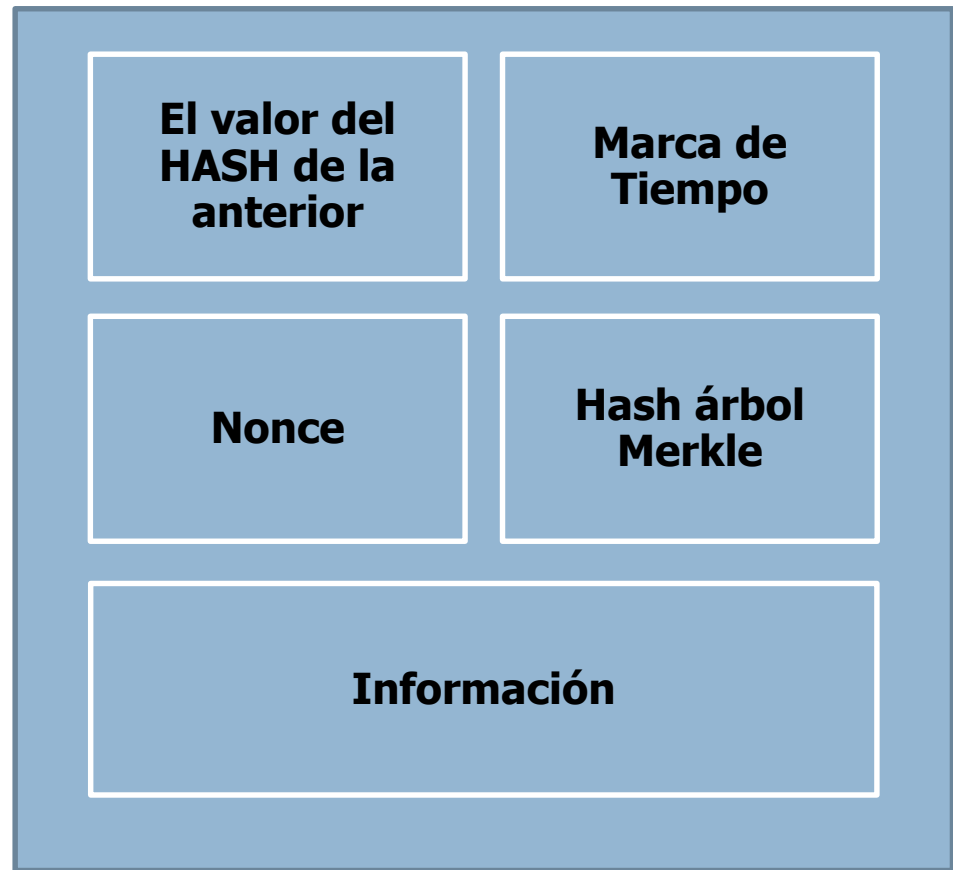 El valor del
HASH de la
anterior
Marca de
Tiempo
Nonce
Hash árbol
Merkle
Información